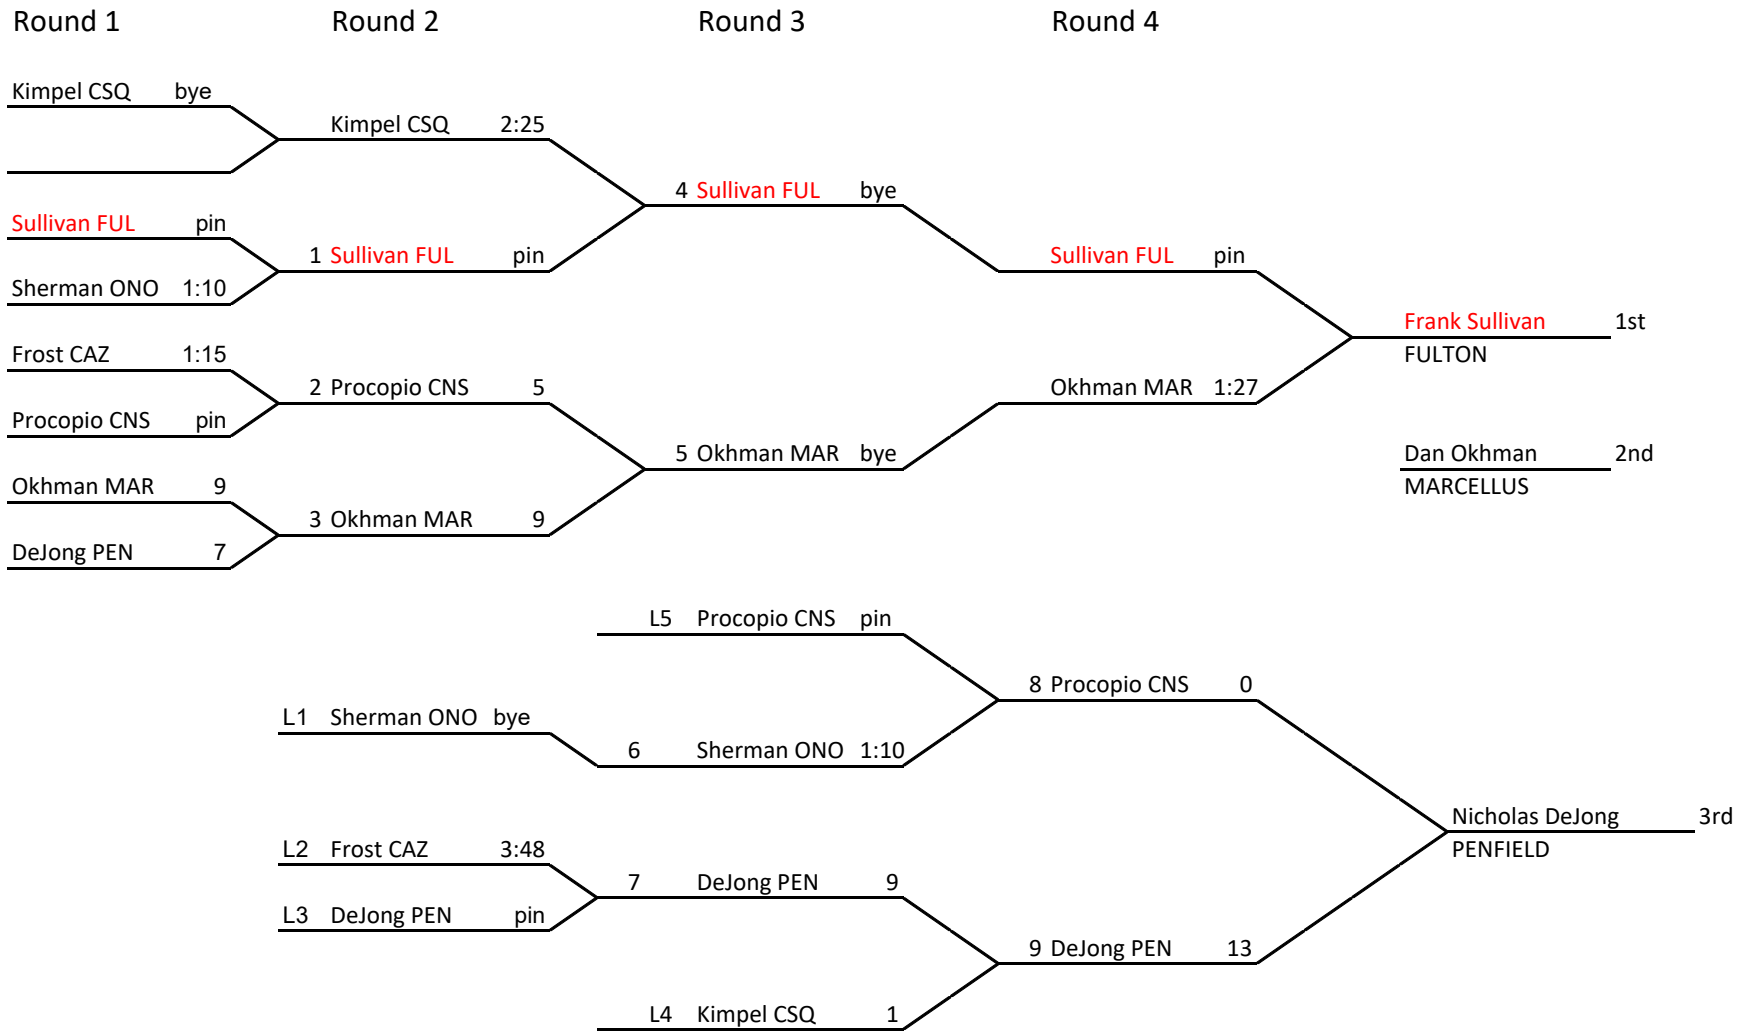 Round 1 Round 2 Round 3 Round 4
Kimpel CSQ bye
Kimpel CSQ 2:25
4 Sullivan FUL bye
Sullivan FUL pin
1 Sullivan FUL pin
Sullivan FUL pin
Sherman ONO 1:10
Frank Sullivan 1st
FULTON
Frost CAZ 1:15
2 Procopio CNS 5
Okhman MAR 1:27
Procopio CNS pin
5 Okhman MAR bye
Dan Okhman 2nd
MARCELLUS
Okhman MAR 9
3 Okhman MAR 9
DeJong PEN 7
L5 Procopio CNS pin
8 Procopio CNS 0
L1 Sherman ONO bye
6 Sherman ONO 1:10
Nicholas DeJong 3rd
PENFIELD
L2 Frost CAZ 3:48
7 DeJong PEN 9
L3 DeJong PEN pin
9 DeJong PEN 13
L4 Kimpel CSQ 1